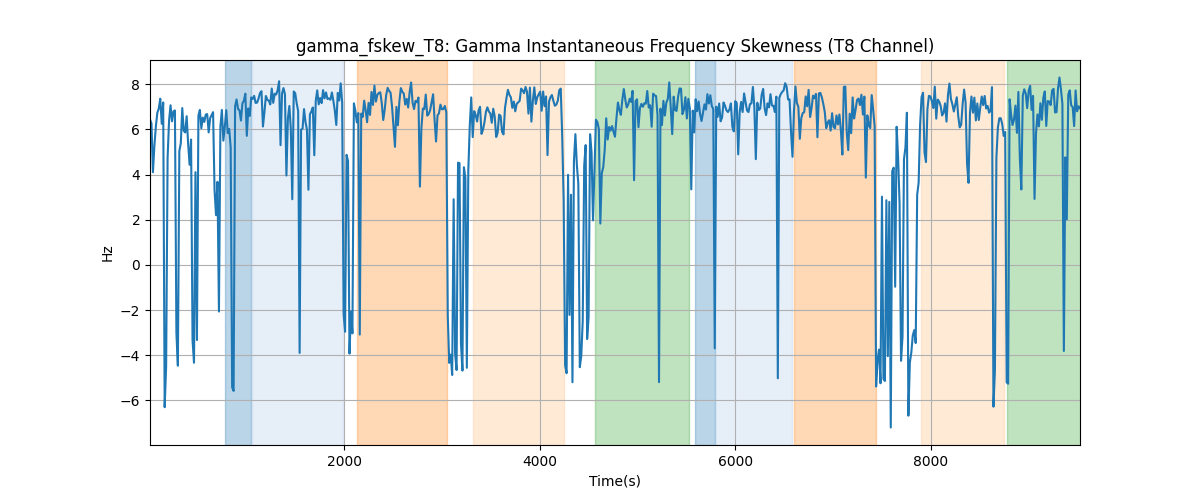 gamma_fskew_T8: Gamma Instantaneous Frequency Skewness (T8 Channel)
8
6
4
2
0
−2
−4
−6
Hz
2000 4000 6000 8000
Time(s)